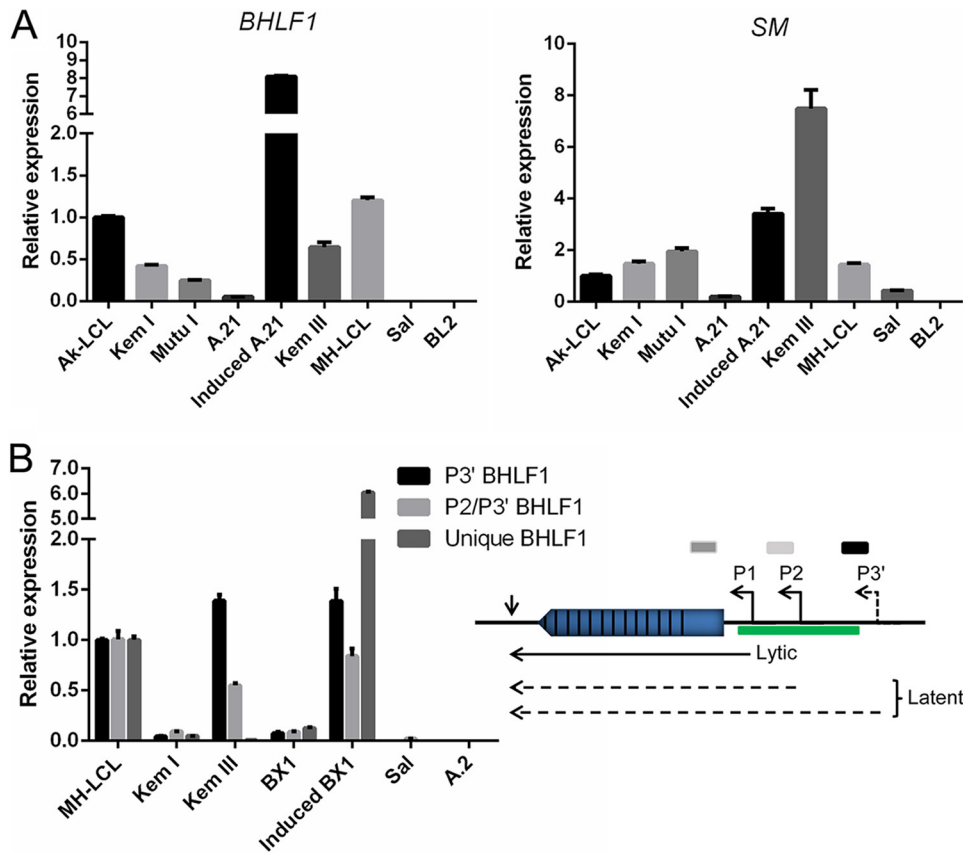 A
BHLF1
Relative expression
10
9
8
7
6
2.0
1.5
1.0
0.5
0.0
Ak-LCL
Kem I
Mutu I
A.21
Induced A.21
Kem III
MH-LCL
Sal
BL2
SM
Relative expression
10
8
6
4
2
0
Ak-LCL
Kem I
Mutu I
A.21
Induced A.21
Kem III
MH-LCL
Sal
BL2
B
Relative expression
7.0
6.0
5.0
2.0
1.5
1.0
0.5
0.0
MH-LCL
Kem I
Kem III
BX1
Induced BX1
Sal
A.2
P3' BHLF1
P2/P3' BHLF1
Unique BHLF1
P1
P2
P3'
Lytic
Latent